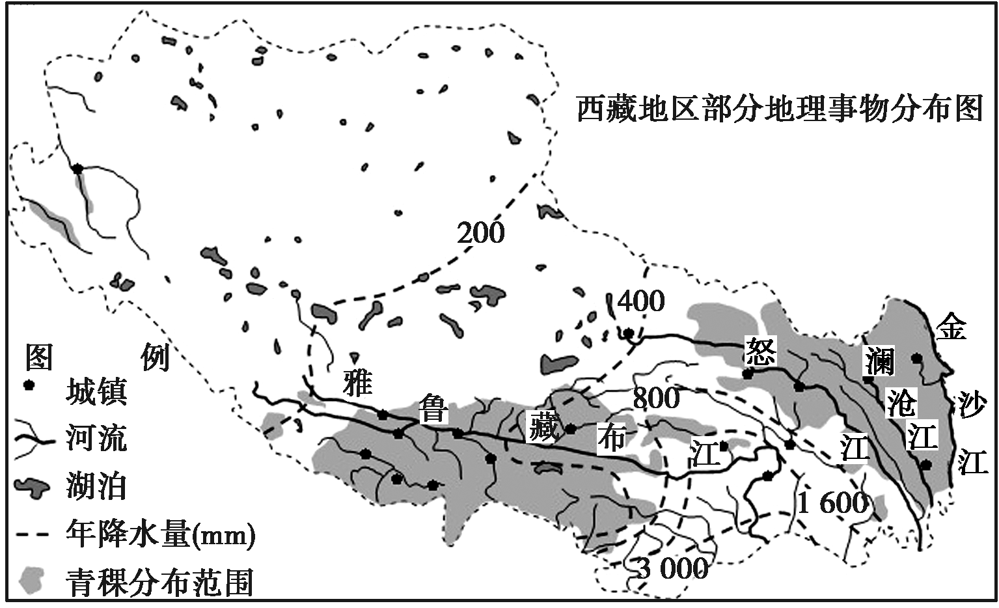 西藏地区部分地理事物分布图
200
400
800
1 600
3 000
雅鲁藏布江
怒江
澜沧江
金沙江
图例
城镇
河流
湖泊
年降水量(mm)
青稞分布范围